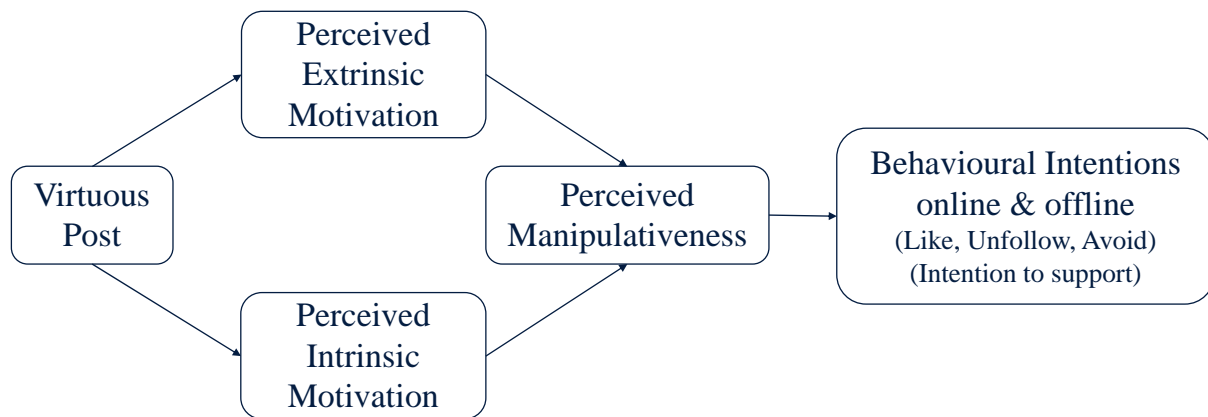 Perceived
Extrinsic
Motivation
Virtuous
Post
Perceived
Intrinsic
Motivation
Perceived
Manipulativeness
Behavioural Intentions
online & offline
(Like, Unfollow, Avoid)
(Intention to support)